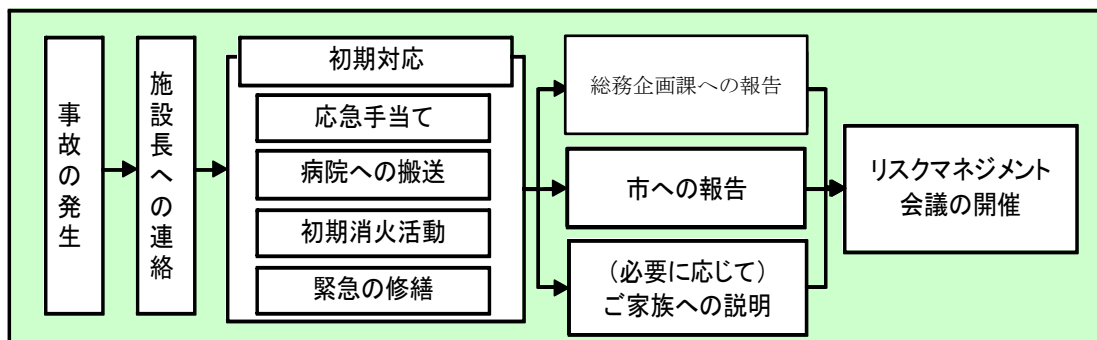 事故の発生
施設長への連絡
初期対応
応急手当て
病院への搬送
初期消火活動
緊急の修繕
総務企画課への報告
市への報告
（必要に応じて）
ご家族への説明
リスクマネジメント
会議の開催